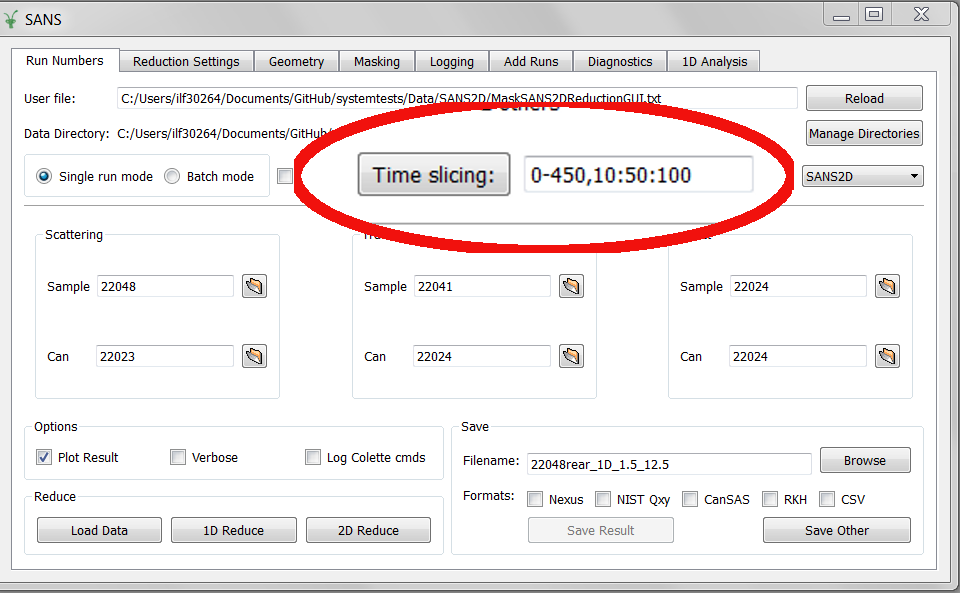 SANS
Run Numbers Reduction Settings Geometry Masking Logging Add Runs Diagnostics 1D Analysis
User file: C:/Users/ilf30264/Documents/GitHub/systemtests/Data/SANS2D/MaskSANS2DReductionGUI.txt Reload
Data Directory: C:/Users/ilf30264/Documents/GitHub/ Manage Directories
Single run mode Batch mode Time slicing: 0-450,10:50:100 SANS2D
Scattering
Sample 22048 Sample 22041 Sample 22024
Can 22023 Can 22024 Can 22024
Options Save
Plot Result Verbose Log Colette cmds Filename: 22048rear_1D_1.5_12.5 Browse
Reduce Formats: Nexus NIST Qxy CanSAS RKH CSV
Load Data 1D Reduce 2D Reduce Save Result Save Other